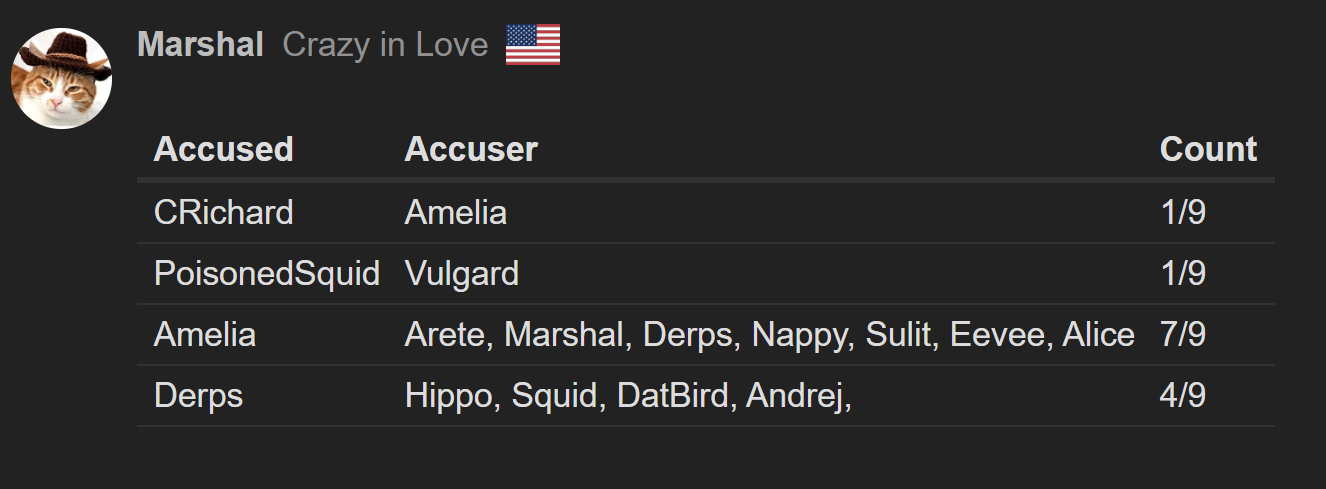 Marshal Crazy in Love
Accused Accuser Count
CRichard Amelia 1/9
PoisonedSquid Vulgard 1/9
Amelia Arete, Marshal, Derps, Nappy, Sulit, Eevee, Alice 7/9
Derps Hippo, Squid, DatBird, Andrej, 4/9